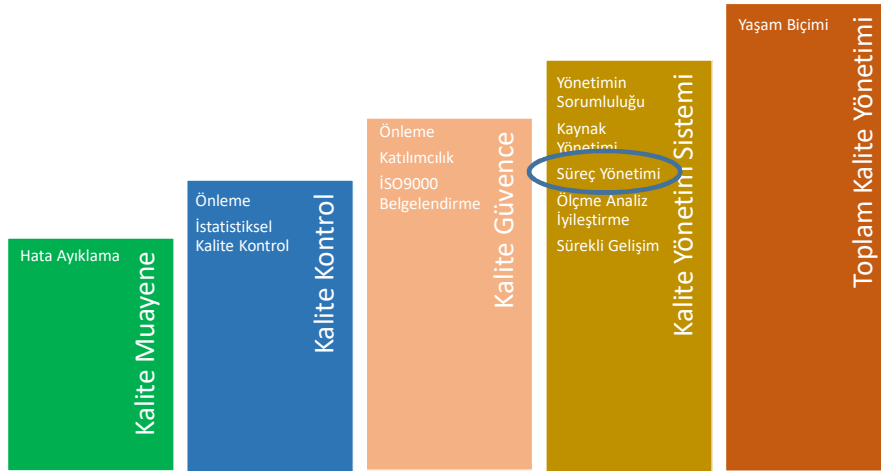 Hata Ayıklama
Kalite Muayene
Önleme
İstatistiksel
Kalite Kontrol
Kalite Kontrol
Önleme
Katılımcılık
İSO9000
Belgelendirme
Kalite Güvence
Yönetimin
Sorumluluğu
Kaynak
Yönetimi
Süreç Yönetimi
Ölçme Analiz
İyileştirme
Sürekli Gelişim
Kalite Yönetimi Sistemi
Yaşam Biçimi
Toplam Kalite Yönetimi